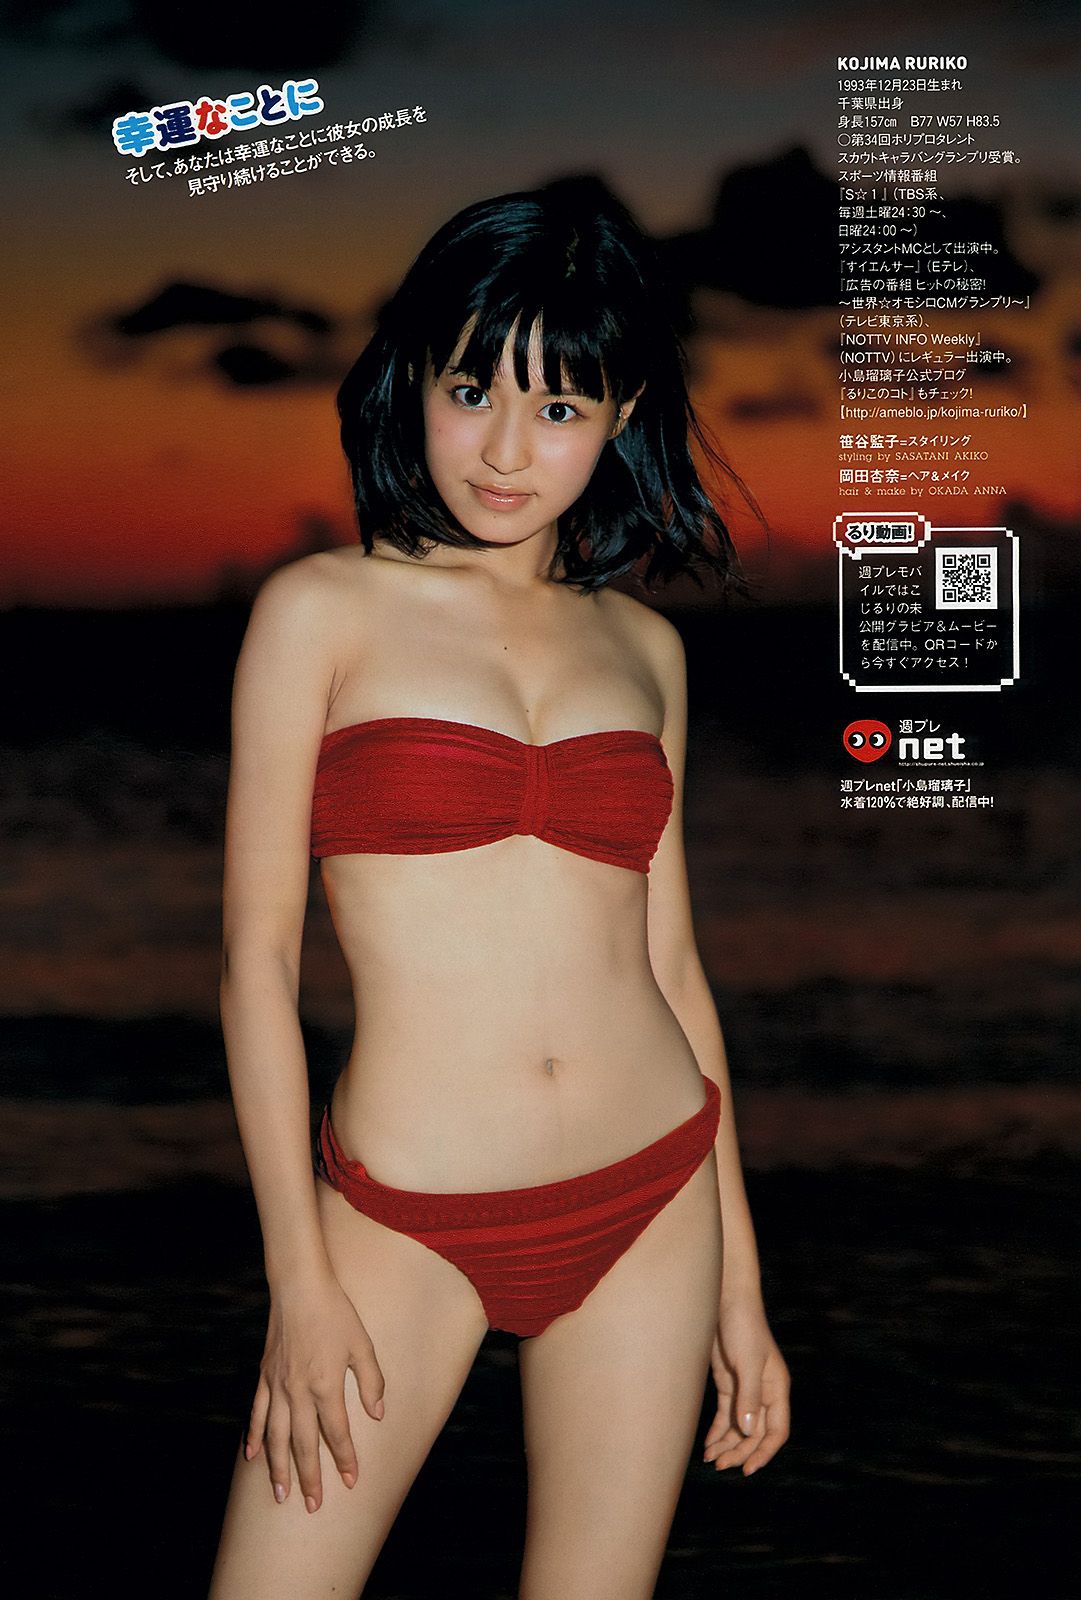 幸運なことに
そして、あなたは幸運なことに彼女の成長を
見守り続けることができる。
KOJIMA RURIKO
1993年12月23日生まれ
千葉県出身
身長157㎝　B77 W57 H83.5
○第34回ホリプロタレント
スカウトキャラバングランプリ受賞。
スポーツ情報番組
『S☆1』(TBS系、
毎週土曜24:30～、
日曜24:00～)
アシスタントMCとして出演中。
『すイエんサー』(Eテレ)、
『広告の番組 ヒットの秘密!
～世界☆オモシロCMグランプリ～』
(テレビ東京系)、
『NOTTV INFO Weekly』
(NOTTV)にレギュラー出演中。
小島瑠璃子公式ブログ
『るりこのコト』もチェック!
【http://ameblo.jp/kojima-ruriko/】
笹谷監子=スタイリング
styling by SASATANI AKIKO
岡田杏奈=ヘア&メイク
hair & make by OKADA ANNA
るり動画!
週プレモバ
イルではこ
じるりの未
公開グラビア&ムービー
を配信中。QRコードか
ら今すぐアクセス!
週プレ
net
http://shupure-net.shueisha.co.jp
週プレnet「小島瑠璃子」
水着120%で絶好調、配信中!